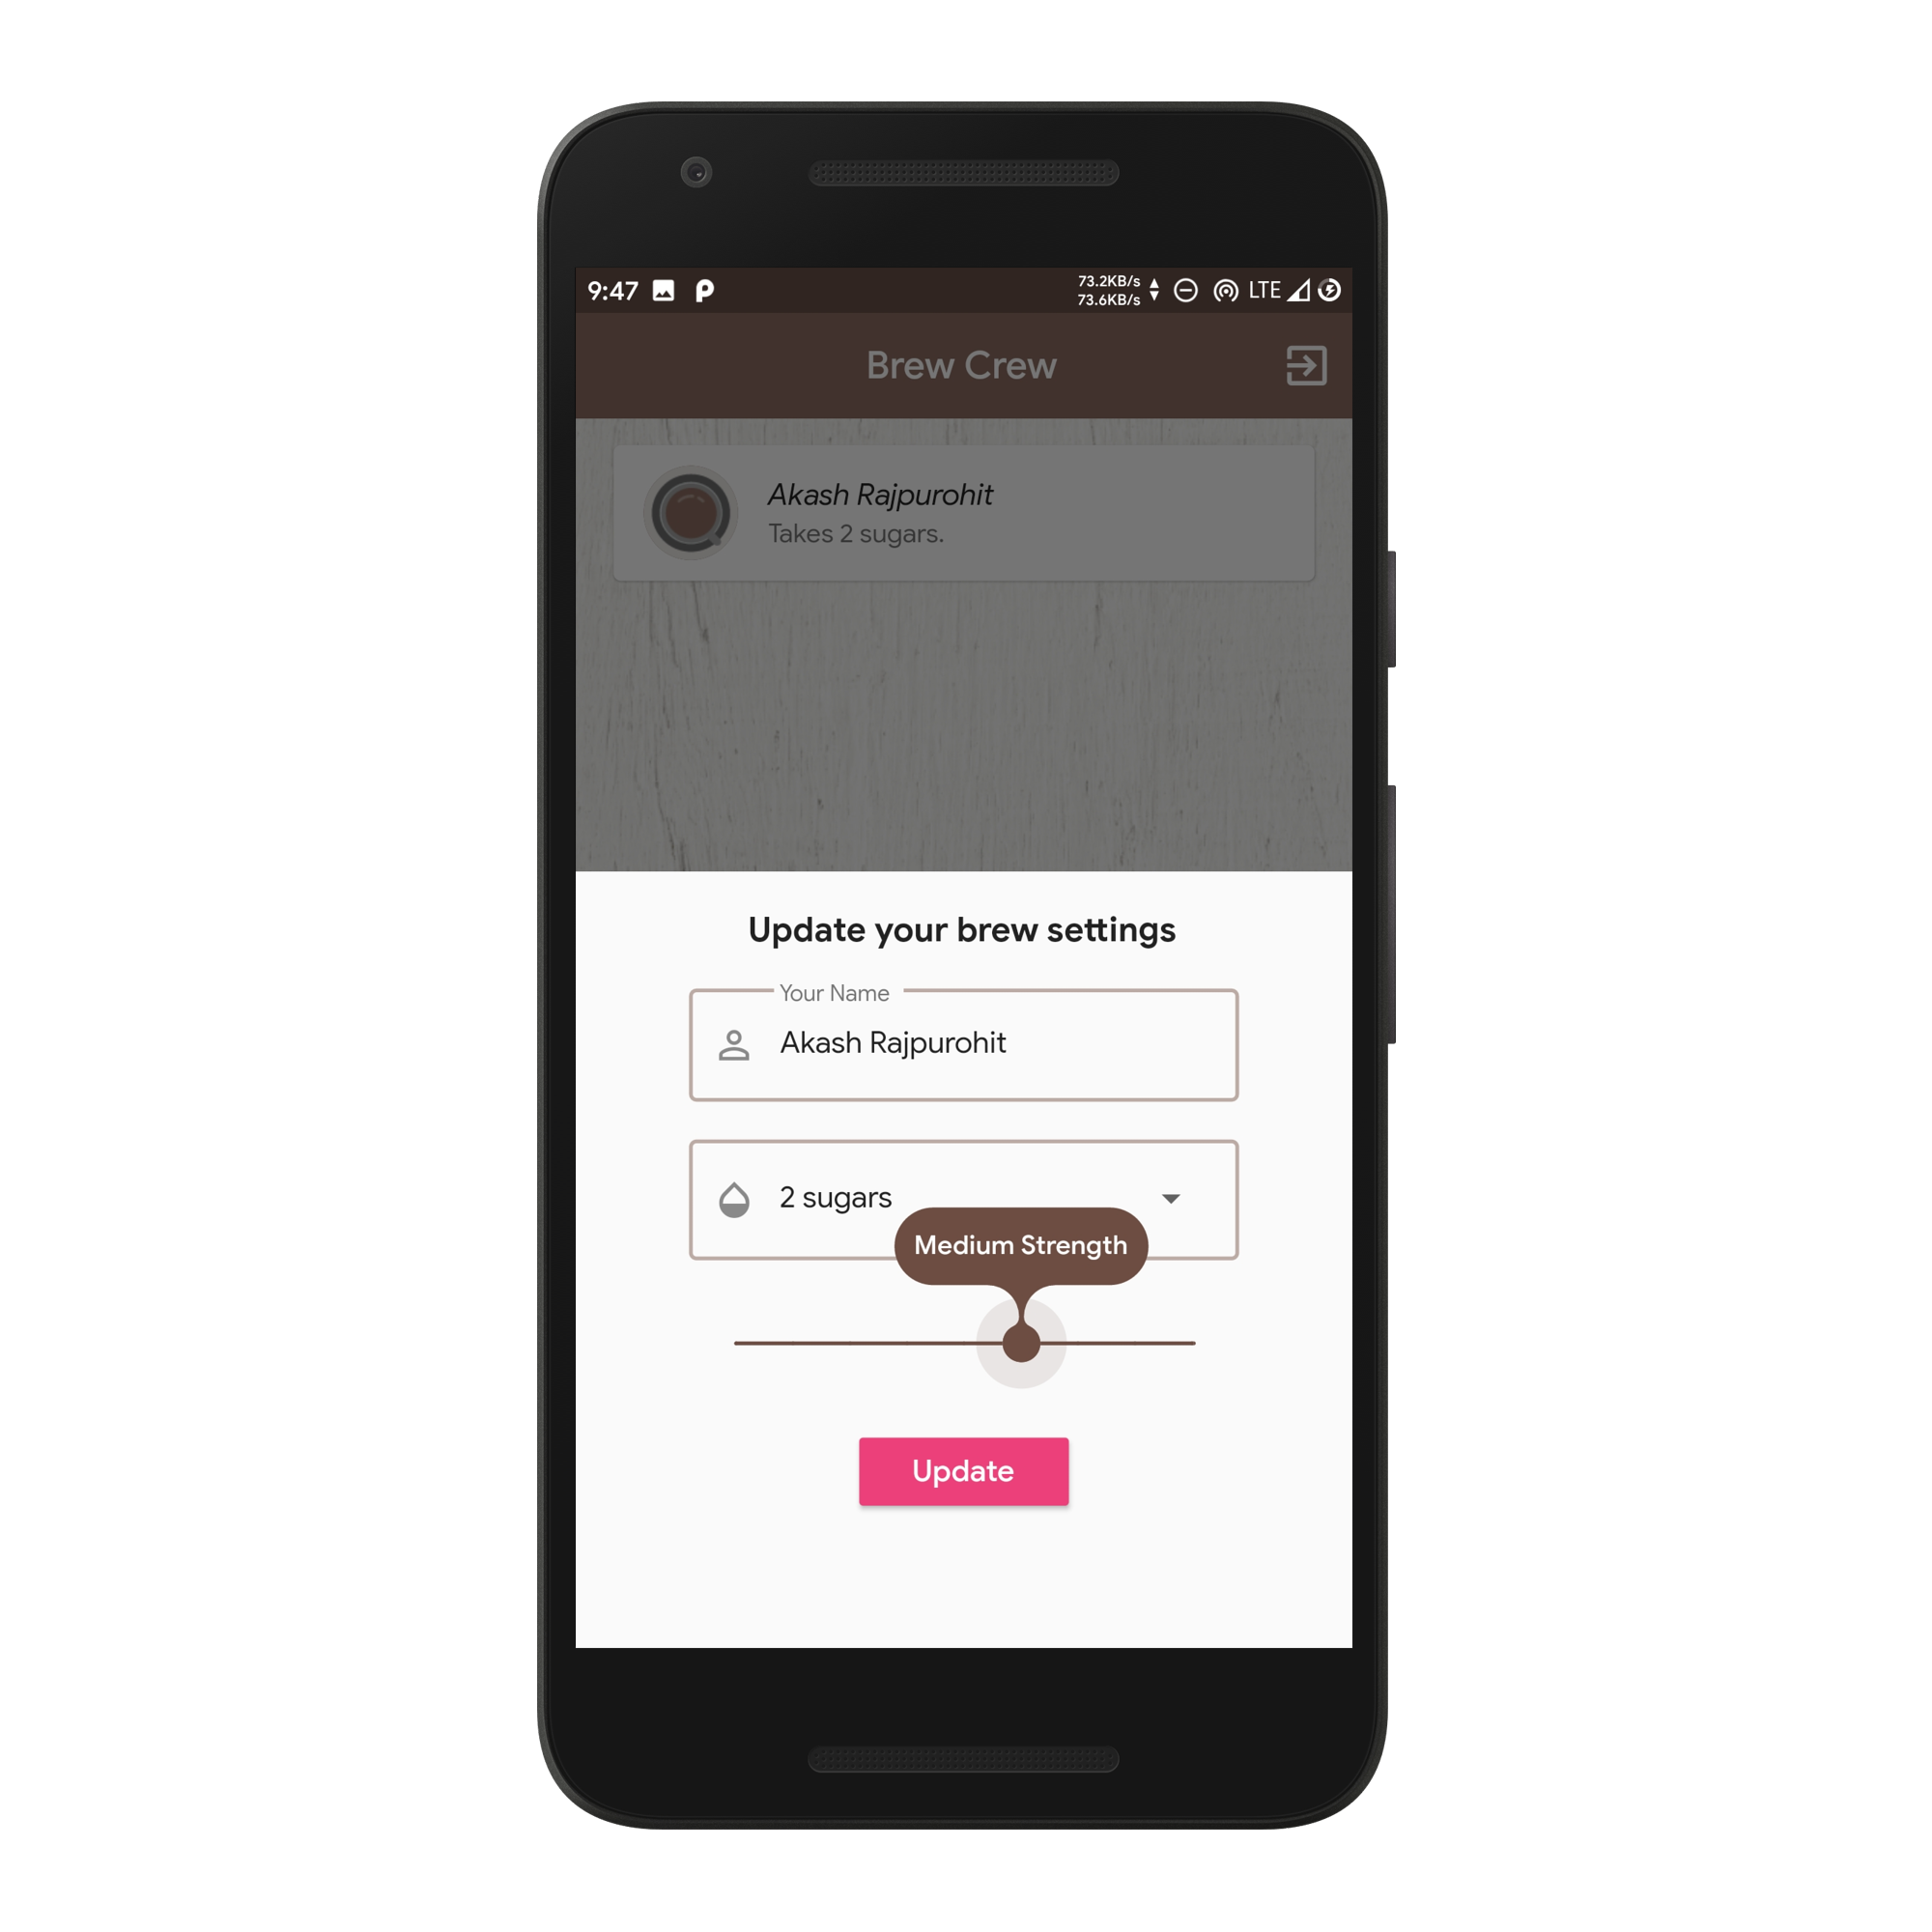 9:47
73.2KB/s
73.6KB/s
LTE
Brew Crew
Akash Rajpurohit
Takes 2 sugars.
Update your brew settings
Your Name
Akash Rajpurohit
2 sugars
Medium Strength
Update